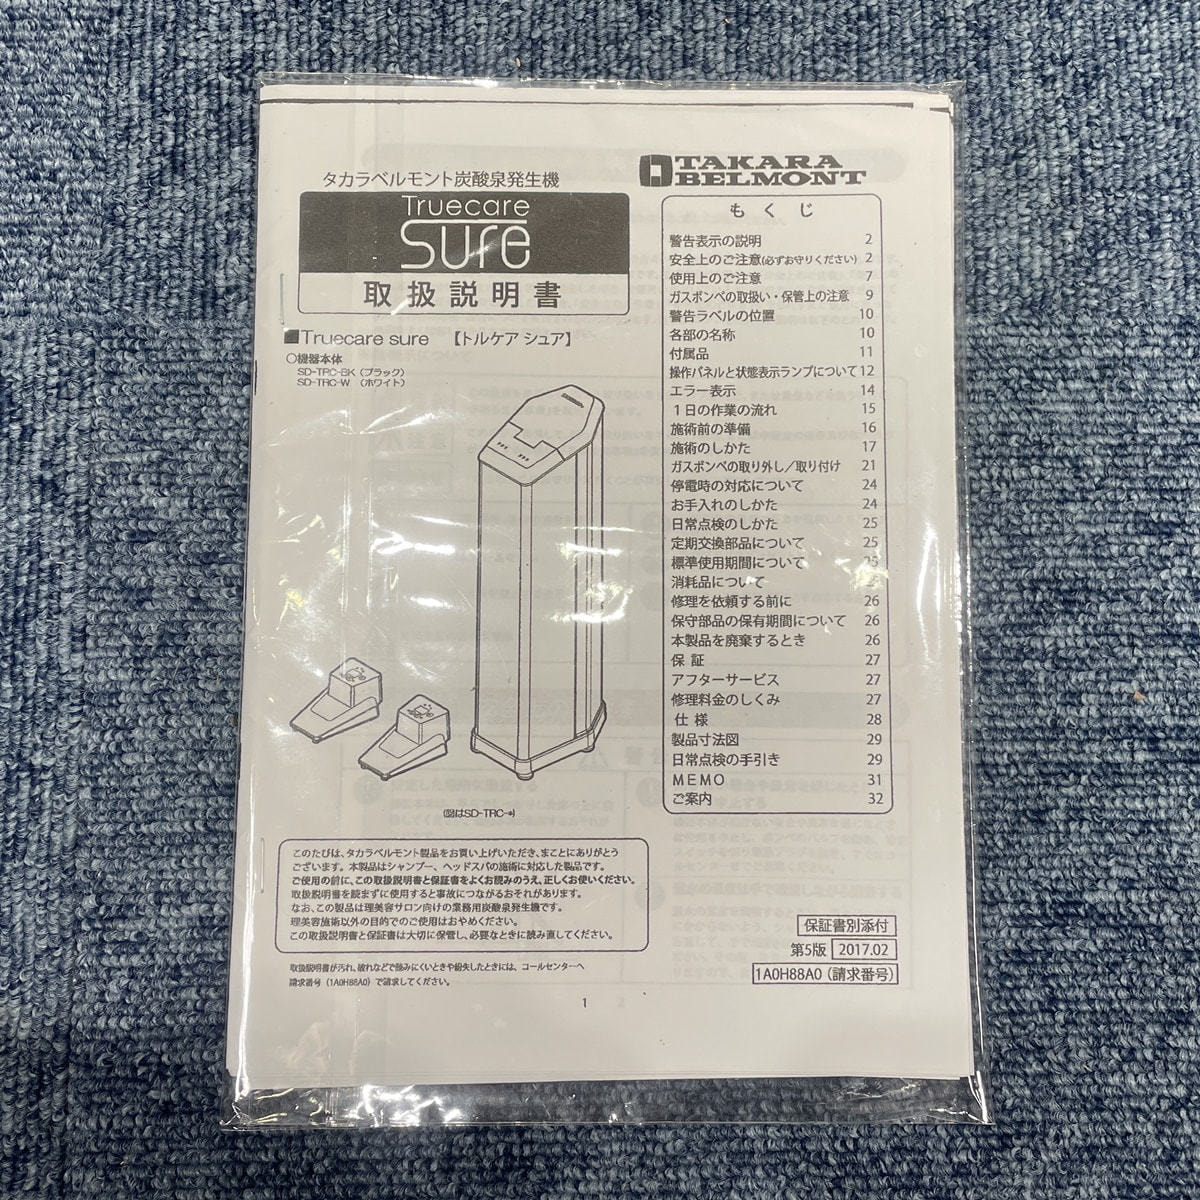 タカラベルモント炭酸泉発生機
Truecare
Sure
取扱説明書
■Truecare sure 【トルケア シュア】
○機器本体
SD-TRC-BK（ブラック）
SD-TRC-W （ホワイト）
(図はSD-TRC-*)
このたびは、タカラベルモント製品をお買い上げいただき、まことにありがとう
ございます。本製品はシャンプー、ヘッドスパの施術に対応した製品です。
ご使用の前に、この取扱説明書と保証書をよくお読みのうえ、正しくお使いください。
取扱説明書を読まずに使用すると事故につながるおそれがあります。
なお、この製品は理美容サロン向けの業務用炭酸泉発生機です。
理美容施術以外の目的でのご使用はおやめください。
この取扱説明書と保証書は大切に保管し、必要なときに読み直してください。
取扱説明書が汚れ、破れなどで読みにくいときや紛失したときには、コールセンターへ
請求番号（1A0H88A0）で請求してください。
TAKARA
BELMONT
もくじ
警告表示の説明 2
安全上のご注意(必ずお守りください) 2
使用上のご注意 7
ガスボンベの取扱い・保管上の注意 9
警告ラベルの位置 10
各部の名称 10
付属品 11
操作パネルと状態表示ランプについて 12
エラー表示 14
1日の作業の流れ 15
施術前の準備 16
施術のしかた 17
ガスボンベの取り外し／取り付け 21
停電時の対応について 24
お手入れのしかた 24
日常点検のしかた 25
定期交換部品について 25
標準使用期間について 25
消耗品について
修理を依頼する前に 26
保守部品の保有期間について 26
本製品を廃棄するとき 26
保証 27
アフターサービス 27
修理料金のしくみ 27
仕様 28
製品寸法図 29
日常点検の手引き 29
MEMO 31
ご案内 32
保証書別添付
第5版 2017.02
1A0H88A0（請求番号）
1